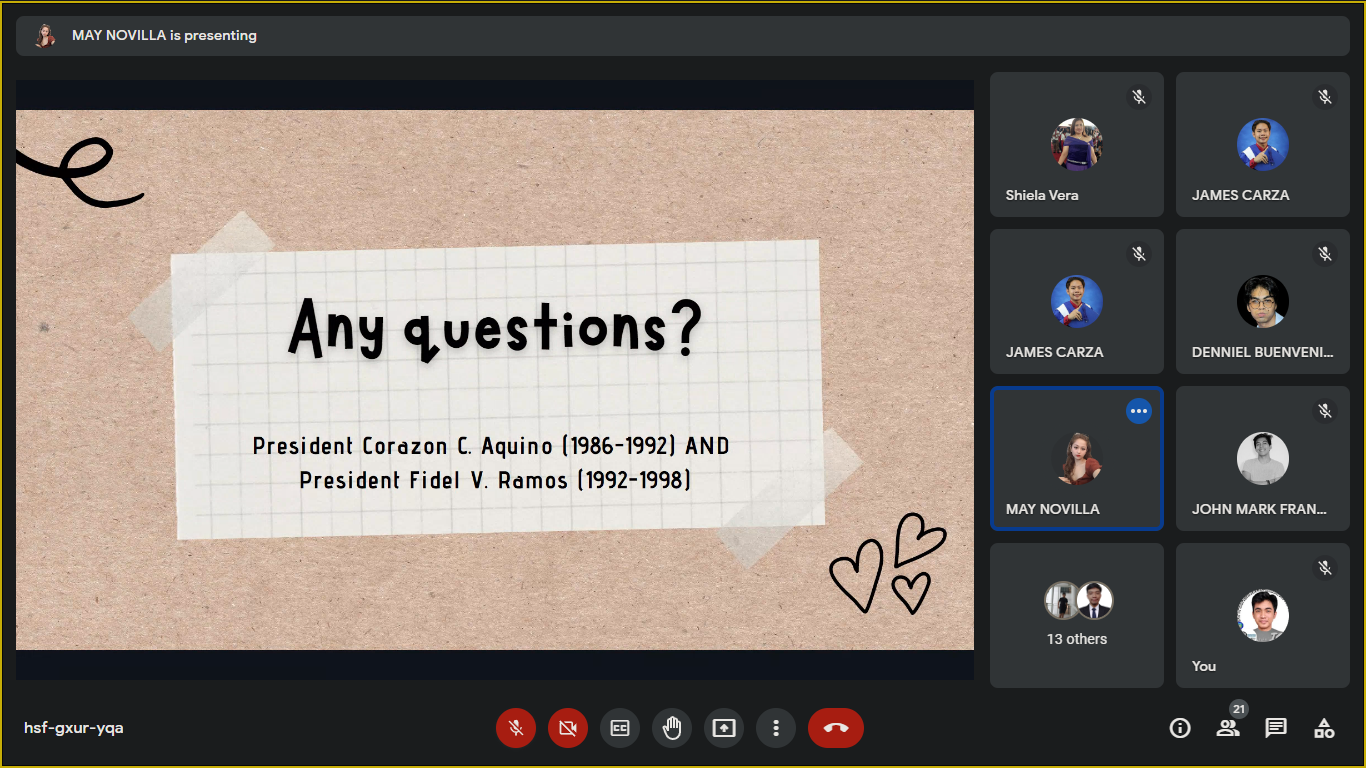 MAY NOVILLA is presenting
Any questions?
President Corazon C. Aquino (1986-1992) AND
President Fidel V. Ramos (1992-1998)
Shiela Vera
JAMES CARZA
JAMES CARZA
DENNIEL BUENVENI...
MAY NOVILLA
JOHN MARK FRAN...
13 others
You
hsf-gxur-yqa
CC
21